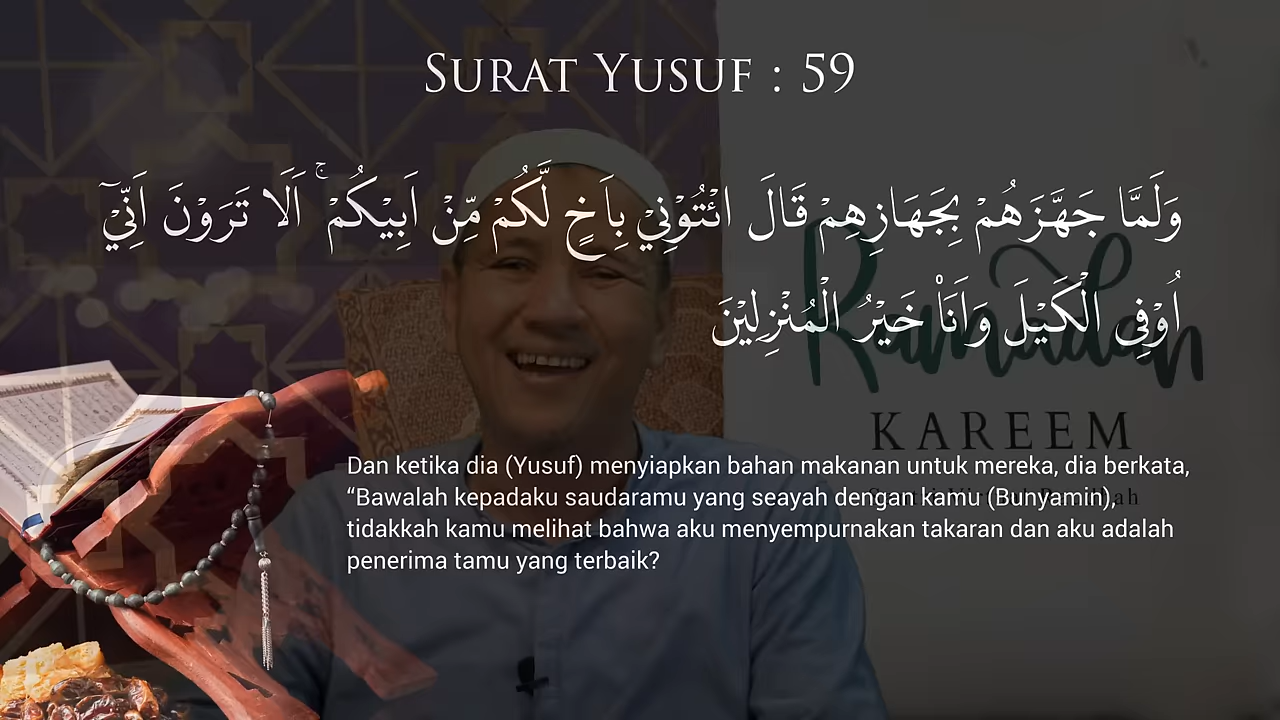 SURAT YUSUF : 59
وَلَمَّا جَهَّزَهُمْ بِجَهَازِهِمْ قَالَ ائْتُوْنِيْ بِاَخٍ لَّكُمْ مِّنْ اَبِيْكُمْ ۚ اَلَا تَرَوْنَ اَنِّيْٓ
اُوْفِى الْكَيْلَ وَاَنَا۠ خَيْرُ الْمُنْزِلِيْنَ
Ramadan
KAREEM
Dan ketika dia (Yusuf) menyiapkan bahan makanan untuk mereka, dia berkata,
“Bawalah kepadaku saudaramu yang seayah dengan kamu (Bunyamin),
tidakkah kamu melihat bahwa aku menyempurnakan takaran dan aku adalah
penerima tamu yang terbaik?